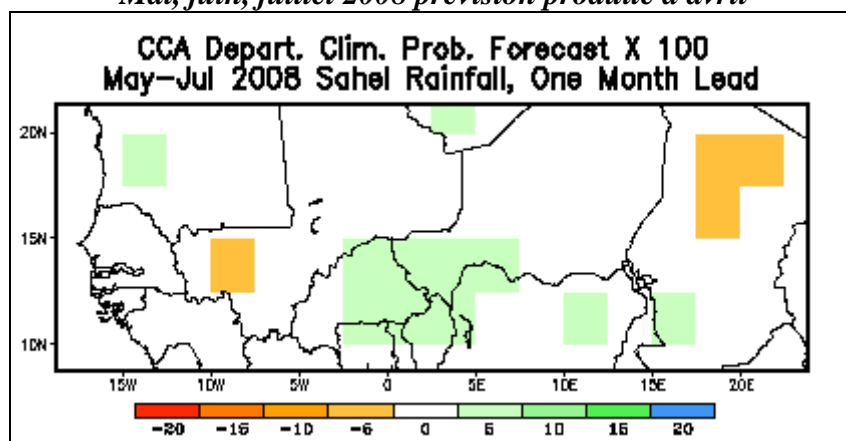 Mai, juin, juillet 2008 prévision produite d'avril
CCA Depart. Clim. Prob. Forecast X 100
May-Jul 2008 Sahel Rainfall, One Month Lead
20N
15N
10N
15W 10W 5W 0 5E 10E 15E 20E
-20 -15 -10 -5 0 5 10 15 20